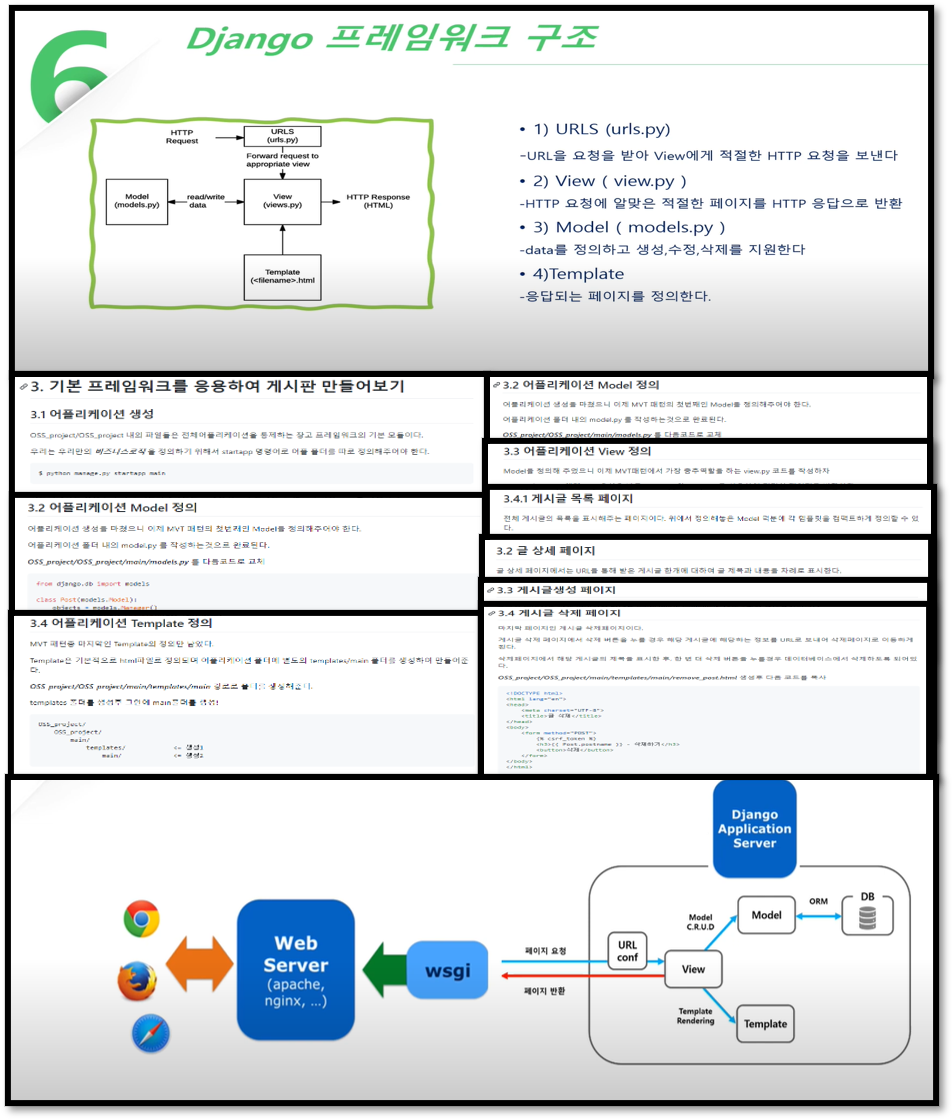 6
Django 프레임워크 구조
HTTP
Request
URLS
(urls.py)
Forward request to
appropriate view
Model
(models.py)
read/write
data
View
(views.py)
HTTP Response
(HTML)
Template
(<filename>.html
• 1) URLS (urls.py)
-URL을 요청을 받아 View에게 적절한 HTTP 요청을 보낸다
• 2) View ( view.py )
-HTTP 요청에 알맞은 적절한 페이지를 HTTP 응답으로 반환
• 3) Model ( models.py )
-data를 정의하고 생성,수정,삭제를 지원한다
• 4)Template
-응답되는 페이지를 정의한다.
3. 기본 프레임워크를 응용하여 게시판 만들어보기
3.1 어플리케이션 생성
OSS_project/OSS_project 내의 파일들은 전체어플리케이션을 통제하는 장고 프레임워크의 기본 모듈이다.
우리는 우리만의 비즈니스로직을 정의하기 위해서 startapp 명령어로 어플 폴더를 따로 정의해주어야 한다.
$ python manage.py startapp main
3.2 어플리케이션 Model 정의
어플리케이션 생성을 마쳤으니 이제 MVT 패턴의 첫번째인 Model을 정의해주어야 한다.
어플리케이션 폴더 내의 model.py 를 작성하는것으로 완료된다.
OSS_project/OSS_project/main/models.py 를 다음코드로 교체
from django.db import models
class Post(models.Model):
objects = models.Manager()
3.4 어플리케이션 Template 정의
MVT 패턴중 마지막인 Template의 정의만 남았다.
Template은 기본적으로 html파일로 정의되며 어플리케이션 폴더에 별도의 templates/main 폴더를 생성하여 만들어준
다.
OSS_project/OSS_project/main/templates/main 경로로 폴더를 생성해준다.
templates 폴더를 생성후 그안에 main폴더를 생성!
OSS_project/
OSS_project/
main/
templates/ <= 생성1
main/ <= 생성2
3.2 어플리케이션 Model 정의
어플리케이션 생성을 마쳤으니 이제 MVT 패턴의 첫번째인 Model을 정의해주어야 한다.
어플리케이션 폴더 내의 model.py 를 작성하는것으로 완료된다.
OSS_project/OSS_project/main/models.py 를 다음코드로 교체
3.3 어플리케이션 View 정의
Model을 정의해 주었으니 이제 MVT패턴에서 가장 중추역할을 하는 view.py 코드를 작성하자
3.4.1 게시글 목록 페이지
전체 게시글의 목록을 표시해주는 페이지이다. 위에서 정의해놓은 Model 덕분에 각 템플릿을 컴팩트하게 정의할 수 있
다.
3.2 글 상세 페이지
글 상세 페이지에서는 URL을 통해 받은 게시글 한개에 대하여 글 제목과 내용을 차례로 표시한다.
3.3 게시글생성 페이지
3.4 게시글 삭제 페이지
마지막 페이지인 게시글 삭제페이지이다.
게시글 삭제 페이지에서 삭제 버튼을 누를 경우 해당 게시글에 해당하는 정보를 URL로 보내어 삭제페이지로 이동하게
된다.
삭제페이지에서 해당 게시글의 제목을 표시한 후, 한 번 더 삭제 버튼을 누를경우 데이터베이스에서 삭제하도록 되어있
다.
OSS_project/OSS_project/main/templates/main/remove_post.html 생성후 다음 코드를 복사
<!DOCTYPE html>
<html lang="en">
<head>
<meta charset="UTF-8">
<title>글 삭제</title>
</head>
<body>
<form method="POST">
{% csrf_token %}
<h3>{{ Post.postname }} - 삭제하기</h3>
<button>삭제</button>
</form>
</body>
</html>
Django
Application
Server
Web
Server
(apache,
nginx, ...)
wsgi
페이지 요청
페이지 반환
URL
conf
View
Model
C.R.U.D
Model
ORM
DB
Template
Rendering
Template